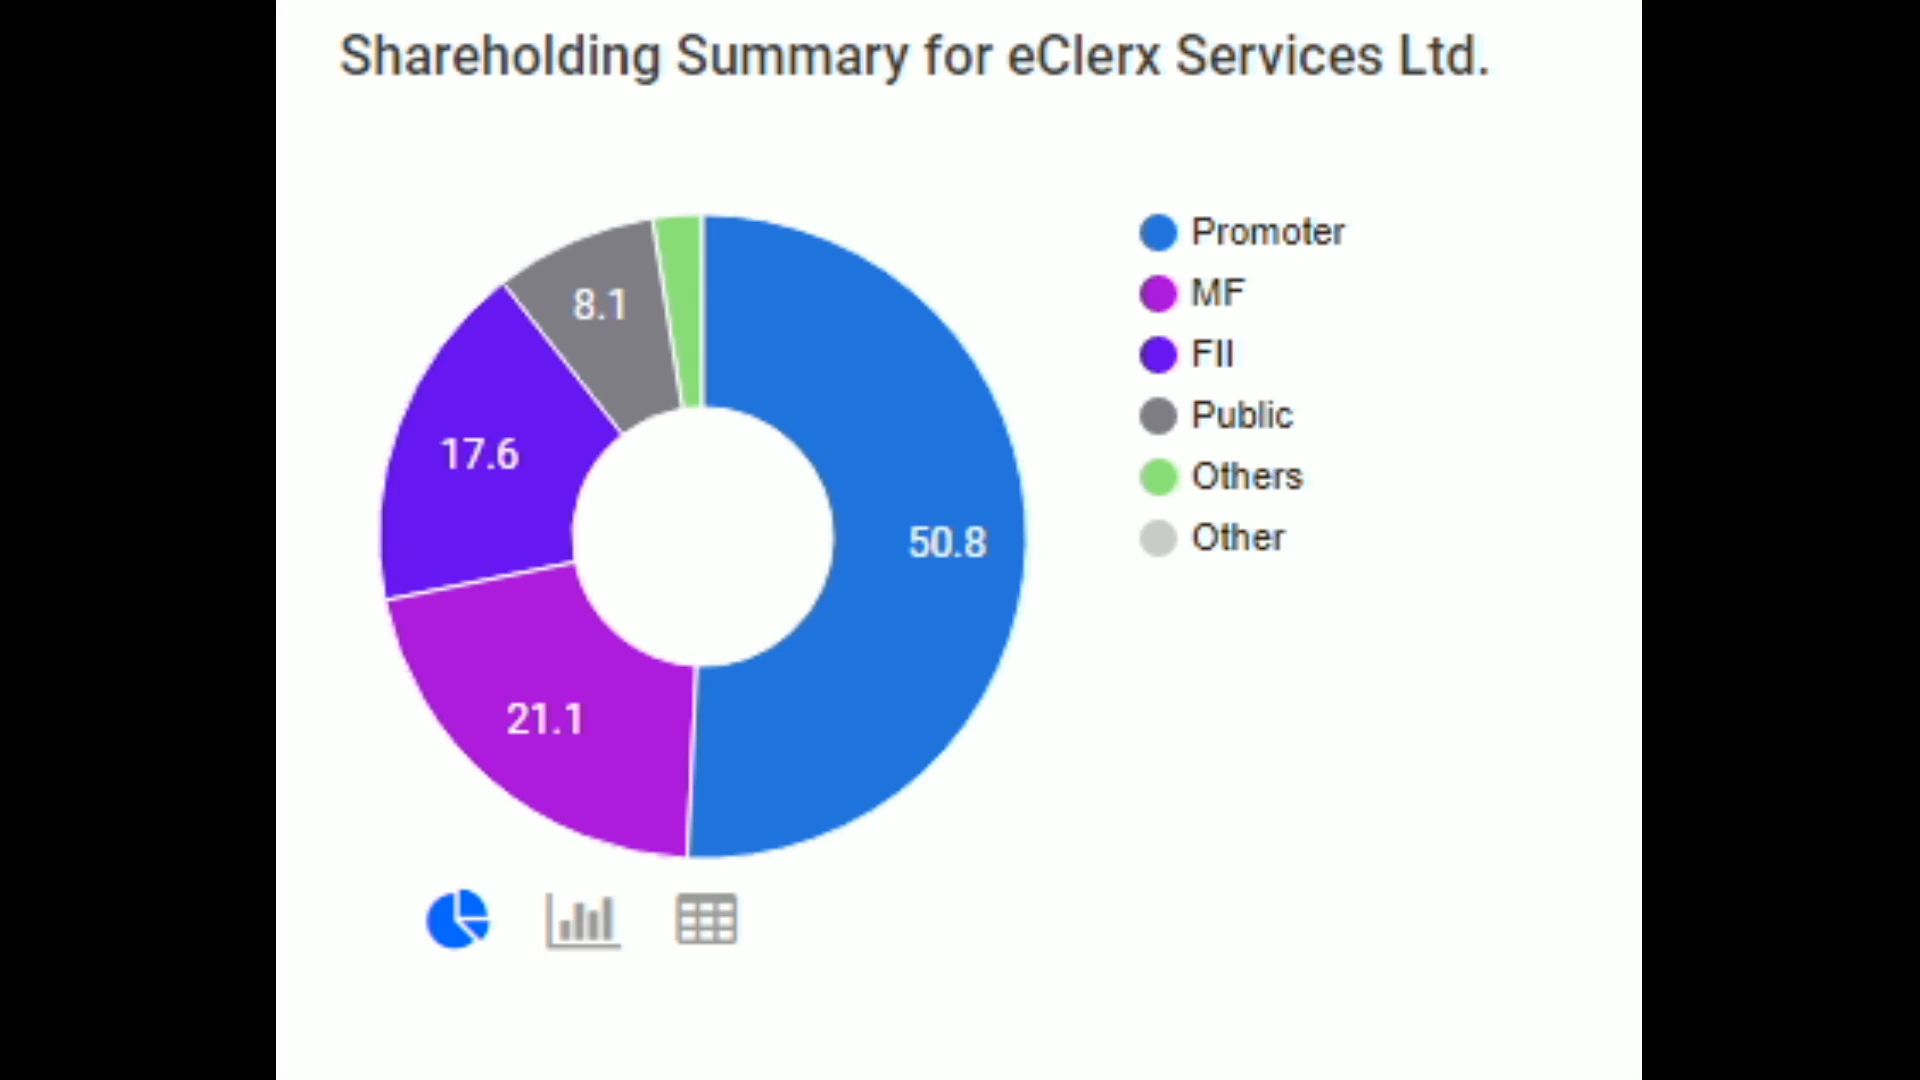 Shareholding Summary for eClerx Services Ltd.
Promoter
MF
FII
Public
Others
Other
8.1
17.6
50.8
21.1